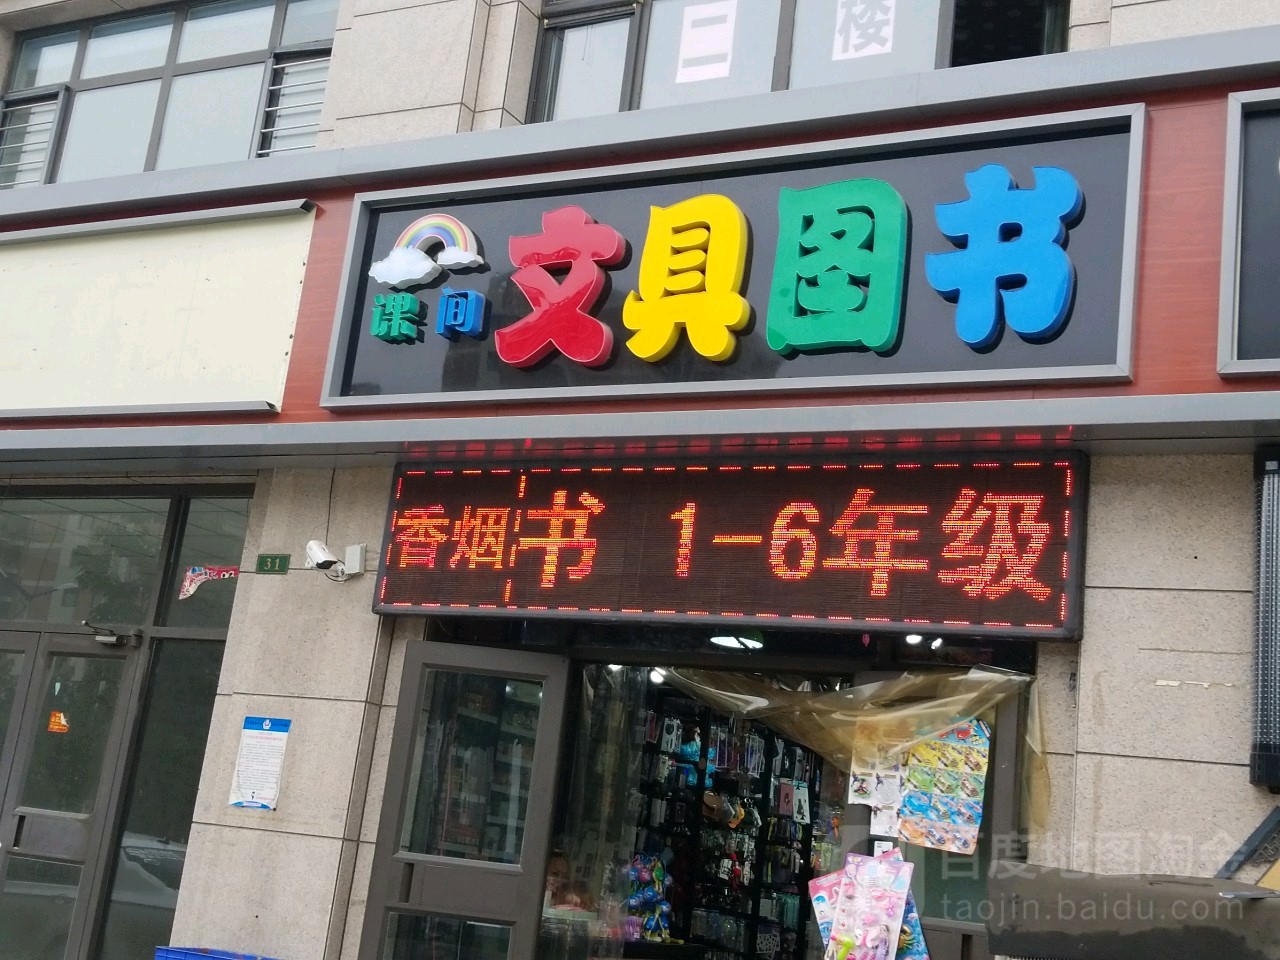 二楼
课间文具图书
香烟书 1-6年级
31
百度地图淘金
taojin.baidu.com